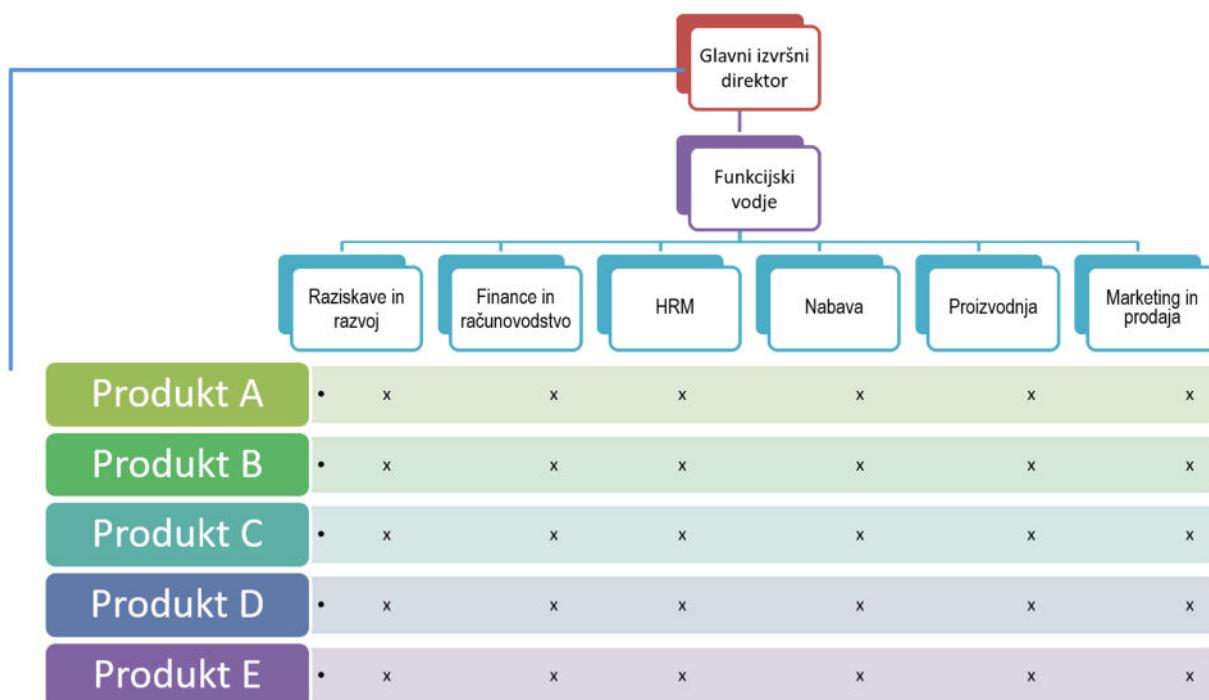 Glavni izvršni
direktor
Funkcijski
vodje
Raziskave in
razvoj
Finance in
računovodstvo
HRM
Nabava
Proizvodnja
Marketing in
prodaja
Produkt A • x x x x x x
Produkt B • x x x x x x
Produkt C • x x x x x x
Produkt D • x x x x x x
Produkt E • x x x x x x